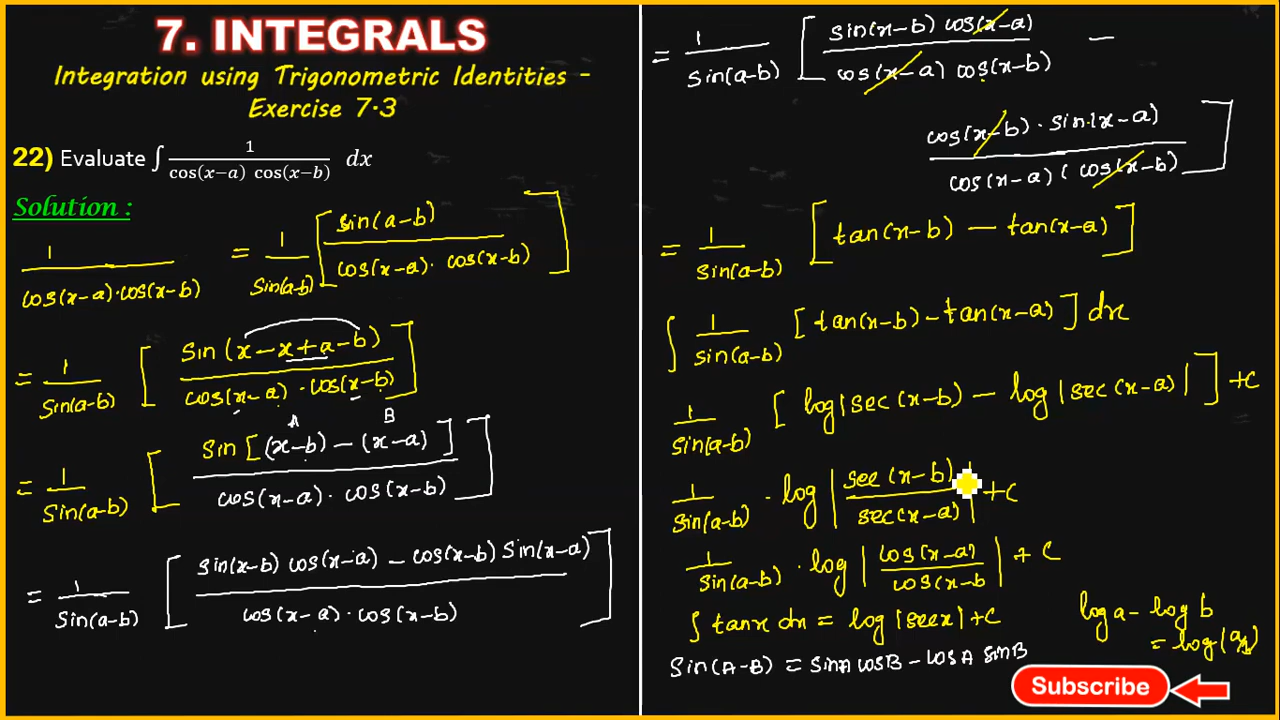 7. INTEGRALS
Integration using Trigonometric Identities -
Exercise 7.3
22) Evaluate ∫ 1/(cos(x−a) cos(x−b)) dx
Solution :
1/(cos(x−a)·cos(x−b)) = 1/Sin(a-b) [sin(a-b)/(cos(x-a)· cos(x-b))]
= 1/Sin(a-b) [Sin (x-x+a-b)/(cos(x-a) ·cos(x-b))]
A B
= 1/Sin(a-b) [Sin [(x-b) - (x-a)]/(cos(x-a)· cos(x-b))]
= 1/Sin(a-b) [(sin(x-b) cos(x-a) - cos(x-b) Sin(x-a))/(cos(x-a)·cos(x-b))]
= 1/Sin(a-b) [sin(x-b) cos(x-a)/(cos(x-a) cos(x-b)) −
cos(x-b)·sin(x-a)/(cos(x-a) ( cos(x-b))]
= 1/sin(a-b) [tan(x-b) - tan(x-a)]
∫ 1/sin(a-b) [tan(x-b) - tan(x-a)] dx
1/sin(a-b) [log|sec(x-b) - log|sec(x-a)|] +C
1/sin(a-b) · log |sec(x-b)/sec(x-a)| +C
1/sin(a-b) · log |cos(x-a)/cos(x-b| + C
∫ tanx dx = log|secx|+C
log a - log b
= log(a/b)
Sin(A-B) = SinA cosB - cosA SinB
Subscribe